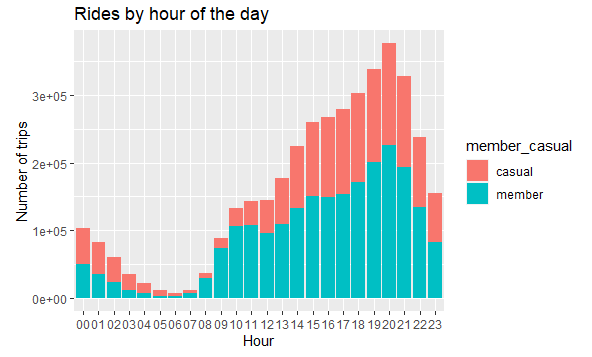 Rides by hour of the day
Number of trips
3e+05
2e+05
1e+05
0e+00
00 01 02 03 04 05 06 07 08 09 10 11 12 13 14 15 16 17 18 19 20 21 22 23
Hour
member_casual
casual
member